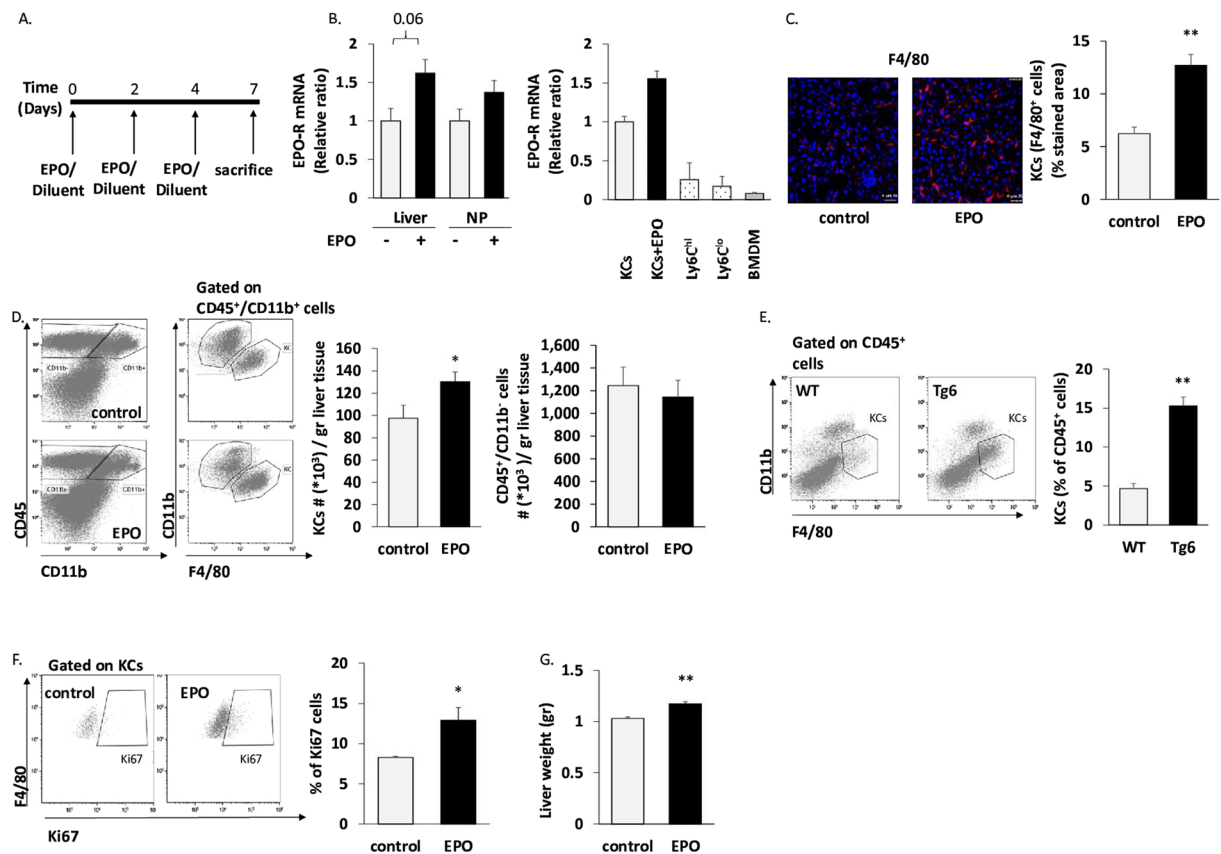 A.
Time
(Days)
0 2 4 7
EPO/
Diluent
EPO/
Diluent
EPO/
Diluent
sacrifice
B.
0.06
EPO-R mRNA
(Relative ratio)
2
1.5
1
0.5
0
Liver NP
EPO - + - +
EPO-R mRNA
(Relative ratio)
2
1.5
1
0.5
0
KCs
KCs+EPO
Ly6Chi
Ly6Clo
BMDM
C.
F4/80
control EPO
KCs (F4/80+ cells)
(% stained area)
15
10
5
0
**
control EPO
D.
Gated on
CD45+/CD11b+ cells
CD11b-
CD11b+
control
KC
CD11b-
CD11b+
EPO
KC
CD45
CD11b
CD11b
F4/80
KCs # (*10³) / gr liver tissue
160
140
120
100
80
60
40
20
0
*
control EPO
CD45+/CD11b- cells
# (*10³) / gr liver tissue
1,600
1,400
1,200
1,000
800
600
400
200
0
control EPO
E.
Gated on CD45+
cells
WT
KCs
Tg6
KCs
CD11b
F4/80
KCs (% of CD45+ cells)
20
15
10
5
0
**
WT Tg6
F.
Gated on KCs
control
Ki67
EPO
Ki67
F4/80
Ki67
% of Ki67 cells
20
15
10
5
0
*
control EPO
G.
Liver weight (gr)
1.5
1
0.5
0
**
control EPO